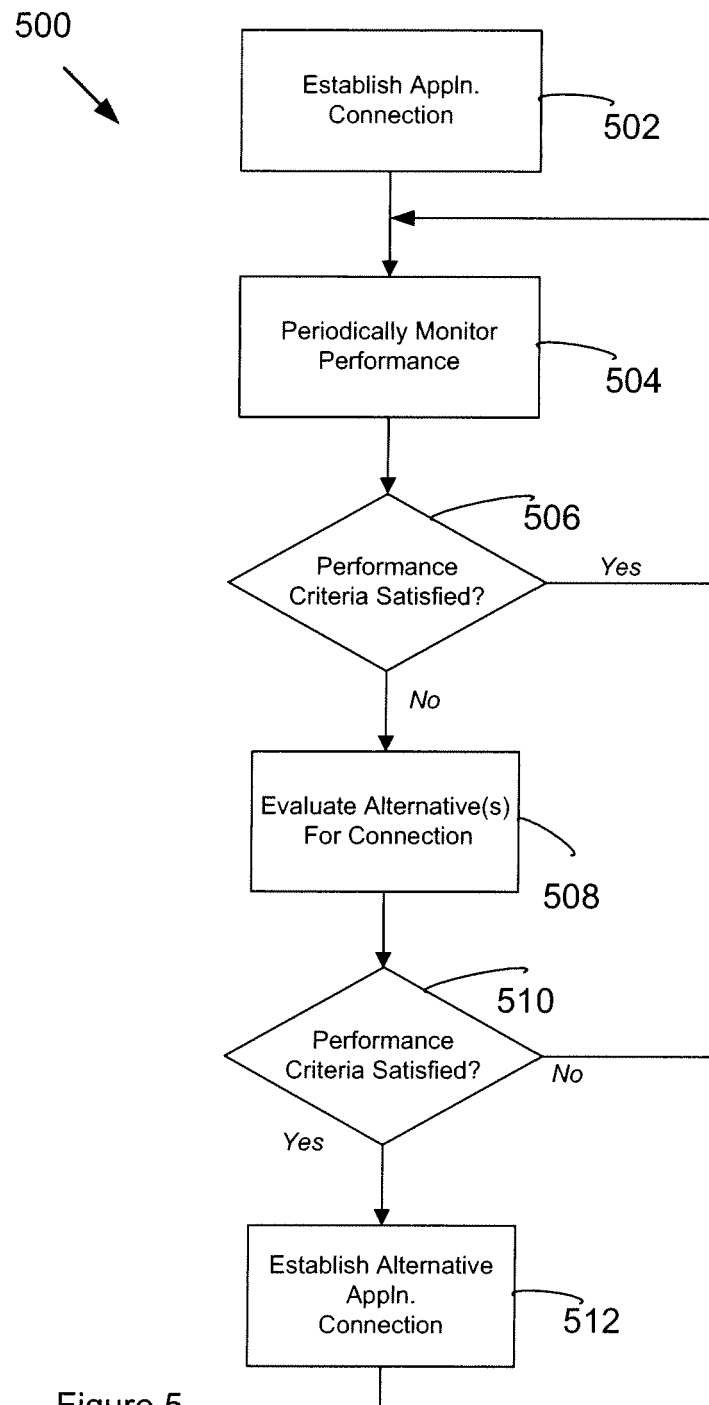 500
Establish Appln.
Connection
502
Periodically Monitor
Performance
504
506
Performance
Criteria Satisfied?
Yes
No
Evaluate Alternative(s)
For Connection
508
510
Performance
Criteria Satisfied?
No
Yes
Establish Alternative
Appln.
Connection
512
Figure 5